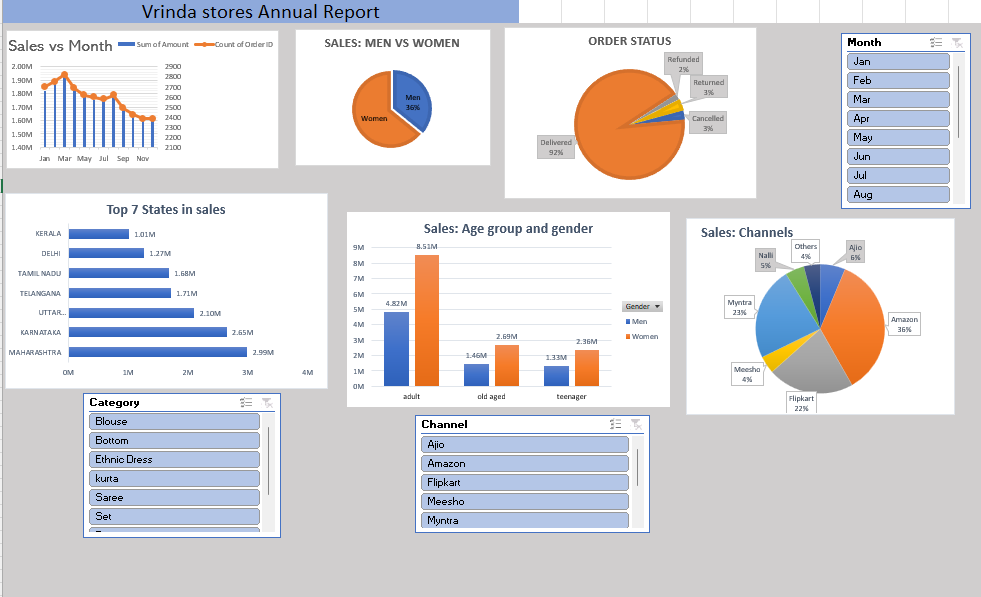 Vrinda stores Annual Report
Sales vs Month
Sum of Amount
Count of Order ID
2.00M
1.90M
1.80M
1.70M
1.60M
1.50M
1.40M
2900
2800
2700
2600
2500
2400
2300
2200
2100
Jan Mar May Jul Sep Nov
SALES: MEN VS WOMEN
Men
36%
Women
ORDER STATUS
Refunded
2%
Returned
3%
Cancelled
3%
Delivered
92%
Month
Jan
Feb
Mar
Apr
May
Jun
Jul
Aug
Top 7 States in sales
KERALA 1.01M
DELHI 1.27M
TAMIL NADU 1.68M
TELANGANA 1.71M
UTTAR... 2.10M
KARNATAKA 2.65M
MAHARASHTRA 2.99M
0M 1M 2M 3M 4M
Sales: Age group and gender
9M
8M
7M
6M
5M
4M
3M
2M
1M
0M
4.82M
8.51M
1.46M
2.69M
1.33M
2.36M
adult old aged teenager
Gender
Men
Women
Sales: Channels
Others
4%
Ajio
6%
Nalli
5%
Myntra
23%
Amazon
36%
Meesho
4%
Flipkart
22%
Category
Blouse
Bottom
Ethnic Dress
kurta
Saree
Set
Channel
Ajio
Amazon
Flipkart
Meesho
Myntra